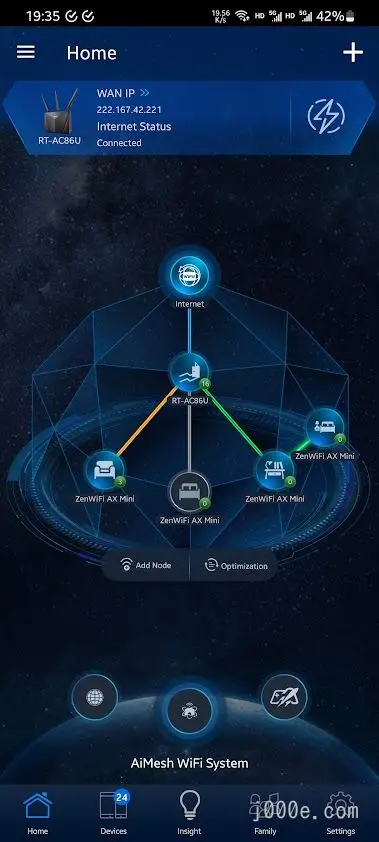 19:35
19.56 K/s
HD 5G HD 5G 42%
Home
WAN IP >>
222.167.42.221
Internet Status
Connected
RT-AC86U
www
Internet
16
RT-AC86U
0
ZenWiFi AX Mini
3
ZenWiFi AX Mini
0
ZenWiFi AX Mini
0
ZenWiFi AX Mini
Add Node
Optimization
AiMesh WiFi System
24
Home
Devices
Insight
Family
Settings
j000e.com